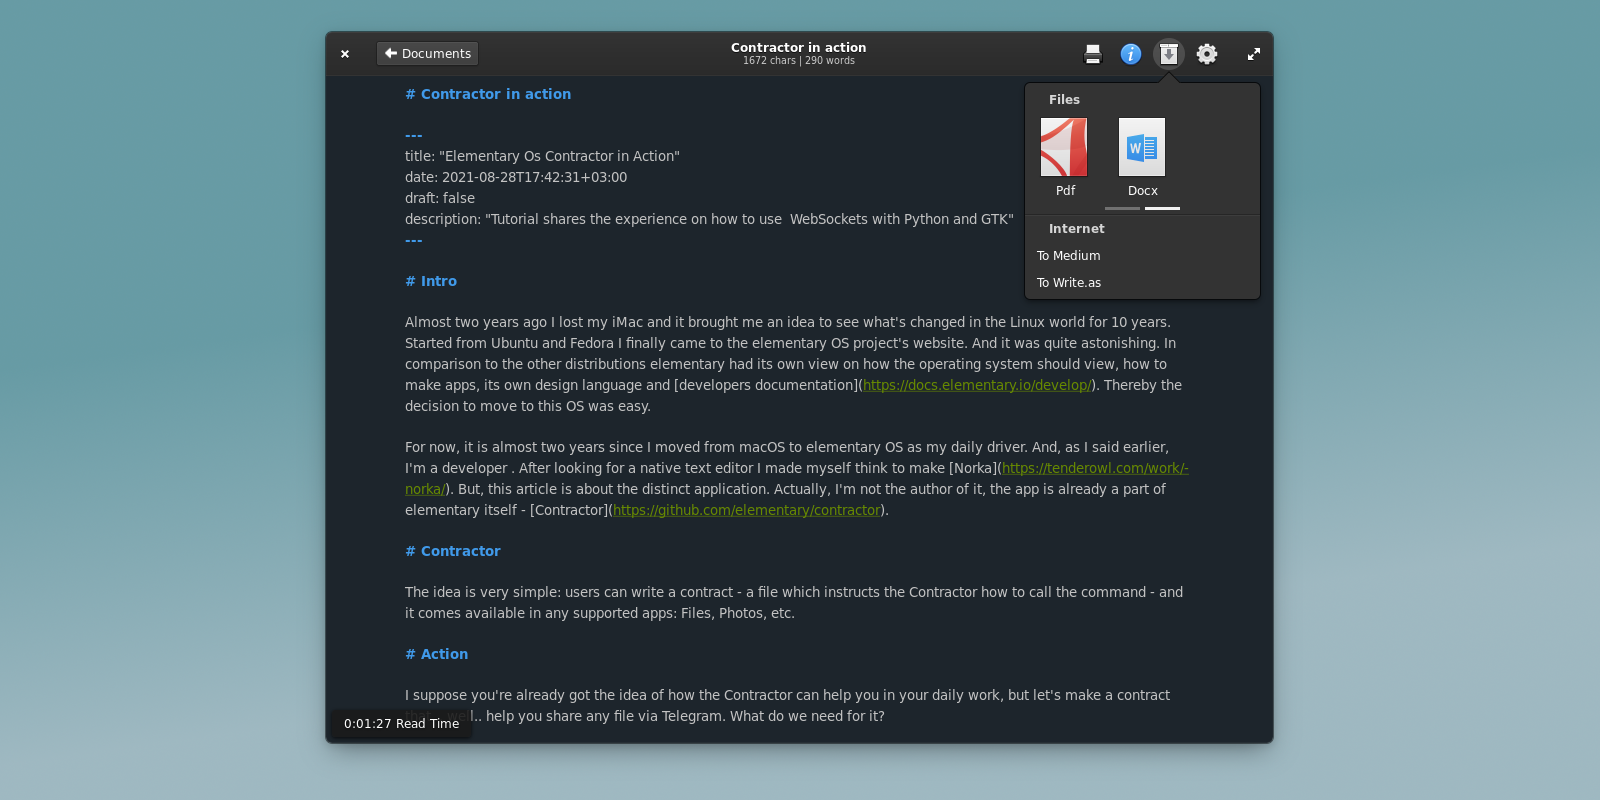 Documents
Contractor in action
1672 chars | 290 words
# Contractor in action
---
title: "Elementary Os Contractor in Action"
date: 2021-08-28T17:42:31+03:00
draft: false
description: "Tutorial shares the experience on how to use  WebSockets with Python and GTK"
---
# Intro
Almost two years ago I lost my iMac and it brought me an idea to see what's changed in the Linux world for 10 years.
Started from Ubuntu and Fedora I finally came to the elementary OS project's website. And it was quite astonishing. In
comparison to the other distributions elementary had its own view on how the operating system should view, how to
make apps, its own design language and [developers documentation](https://docs.elementary.io/develop/). Thereby the
decision to move to this OS was easy.
For now, it is almost two years since I moved from macOS to elementary OS as my daily driver. And, as I said earlier,
I'm a developer . After looking for a native text editor I made myself think to make [Norka](https://tenderowl.com/work/-
norka/). But, this article is about the distinct application. Actually, I'm not the author of it, the app is already a part of
elementary itself - [Contractor](https://github.com/elementary/contractor).
# Contractor
The idea is very simple: users can write a contract - a file which instructs the Contractor how to call the command - and
it comes available in any supported apps: Files, Photos, etc.
# Action
I suppose you're already got the idea of how the Contractor can help you in your daily work, but let's make a contract
l.. help you share any file via Telegram. What do we need for it?
0:01:27 Read Time
Files
Pdf
W
Docx
Internet
To Medium
To Write.as